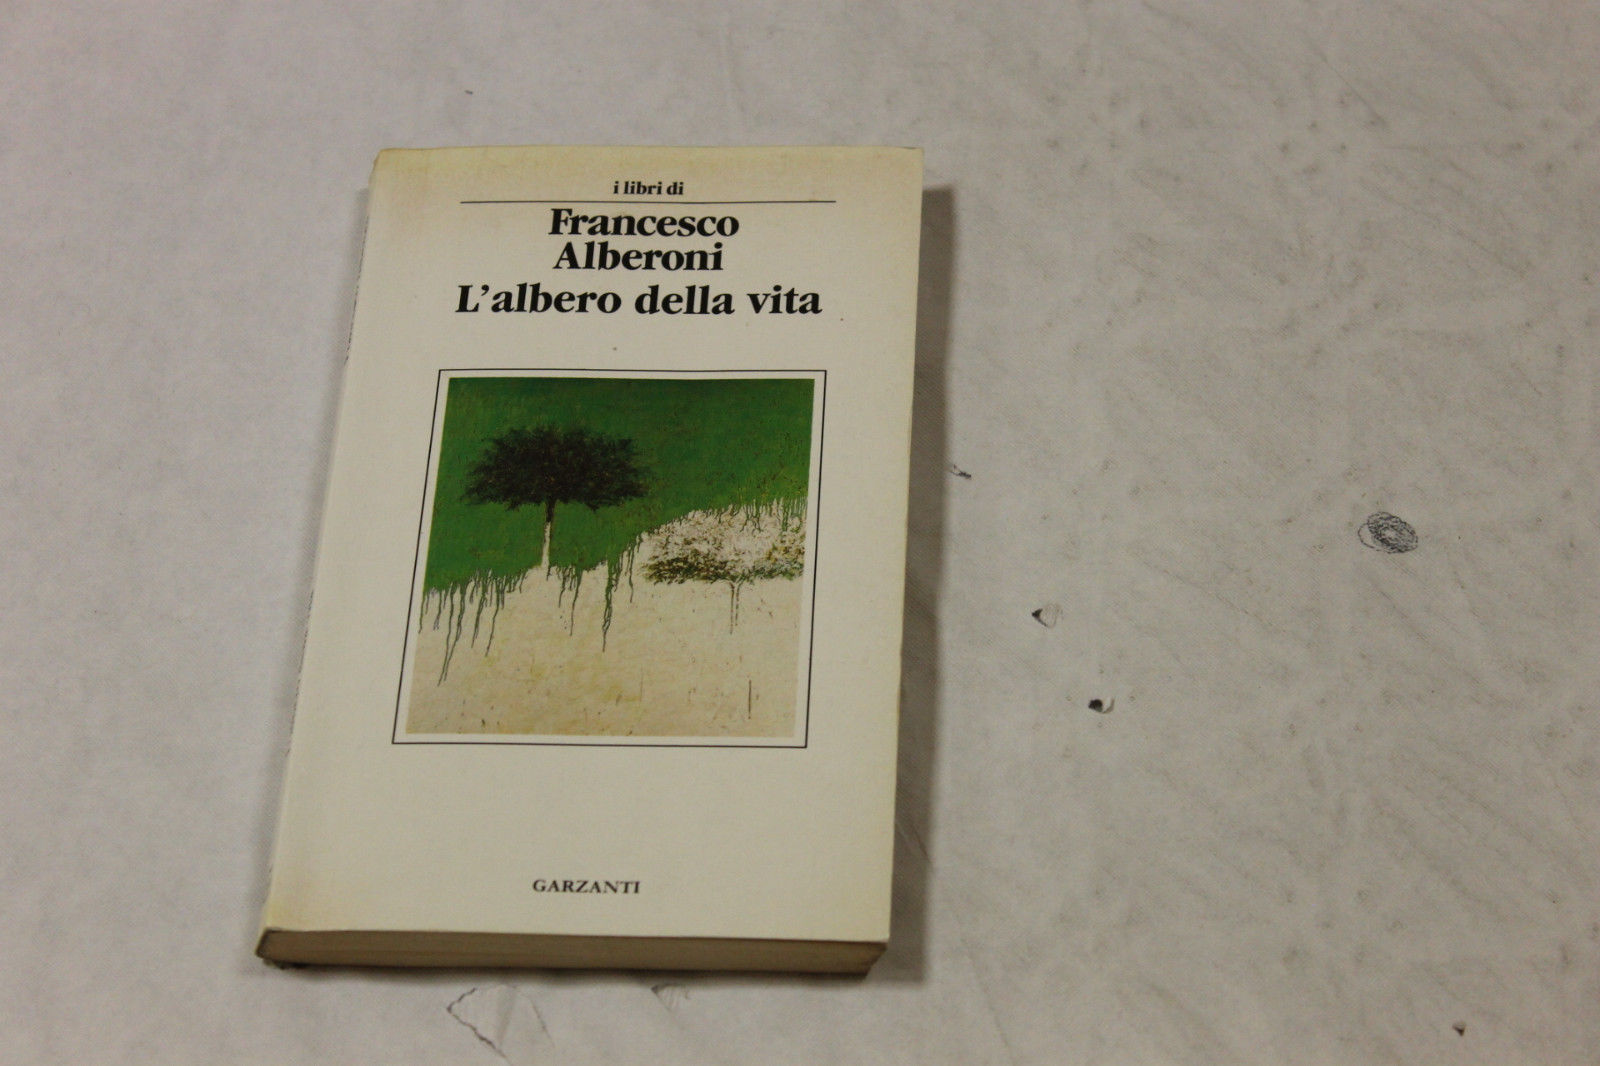 i libri di
Francesco
Alberoni
L'albero della vita
GARZANTI